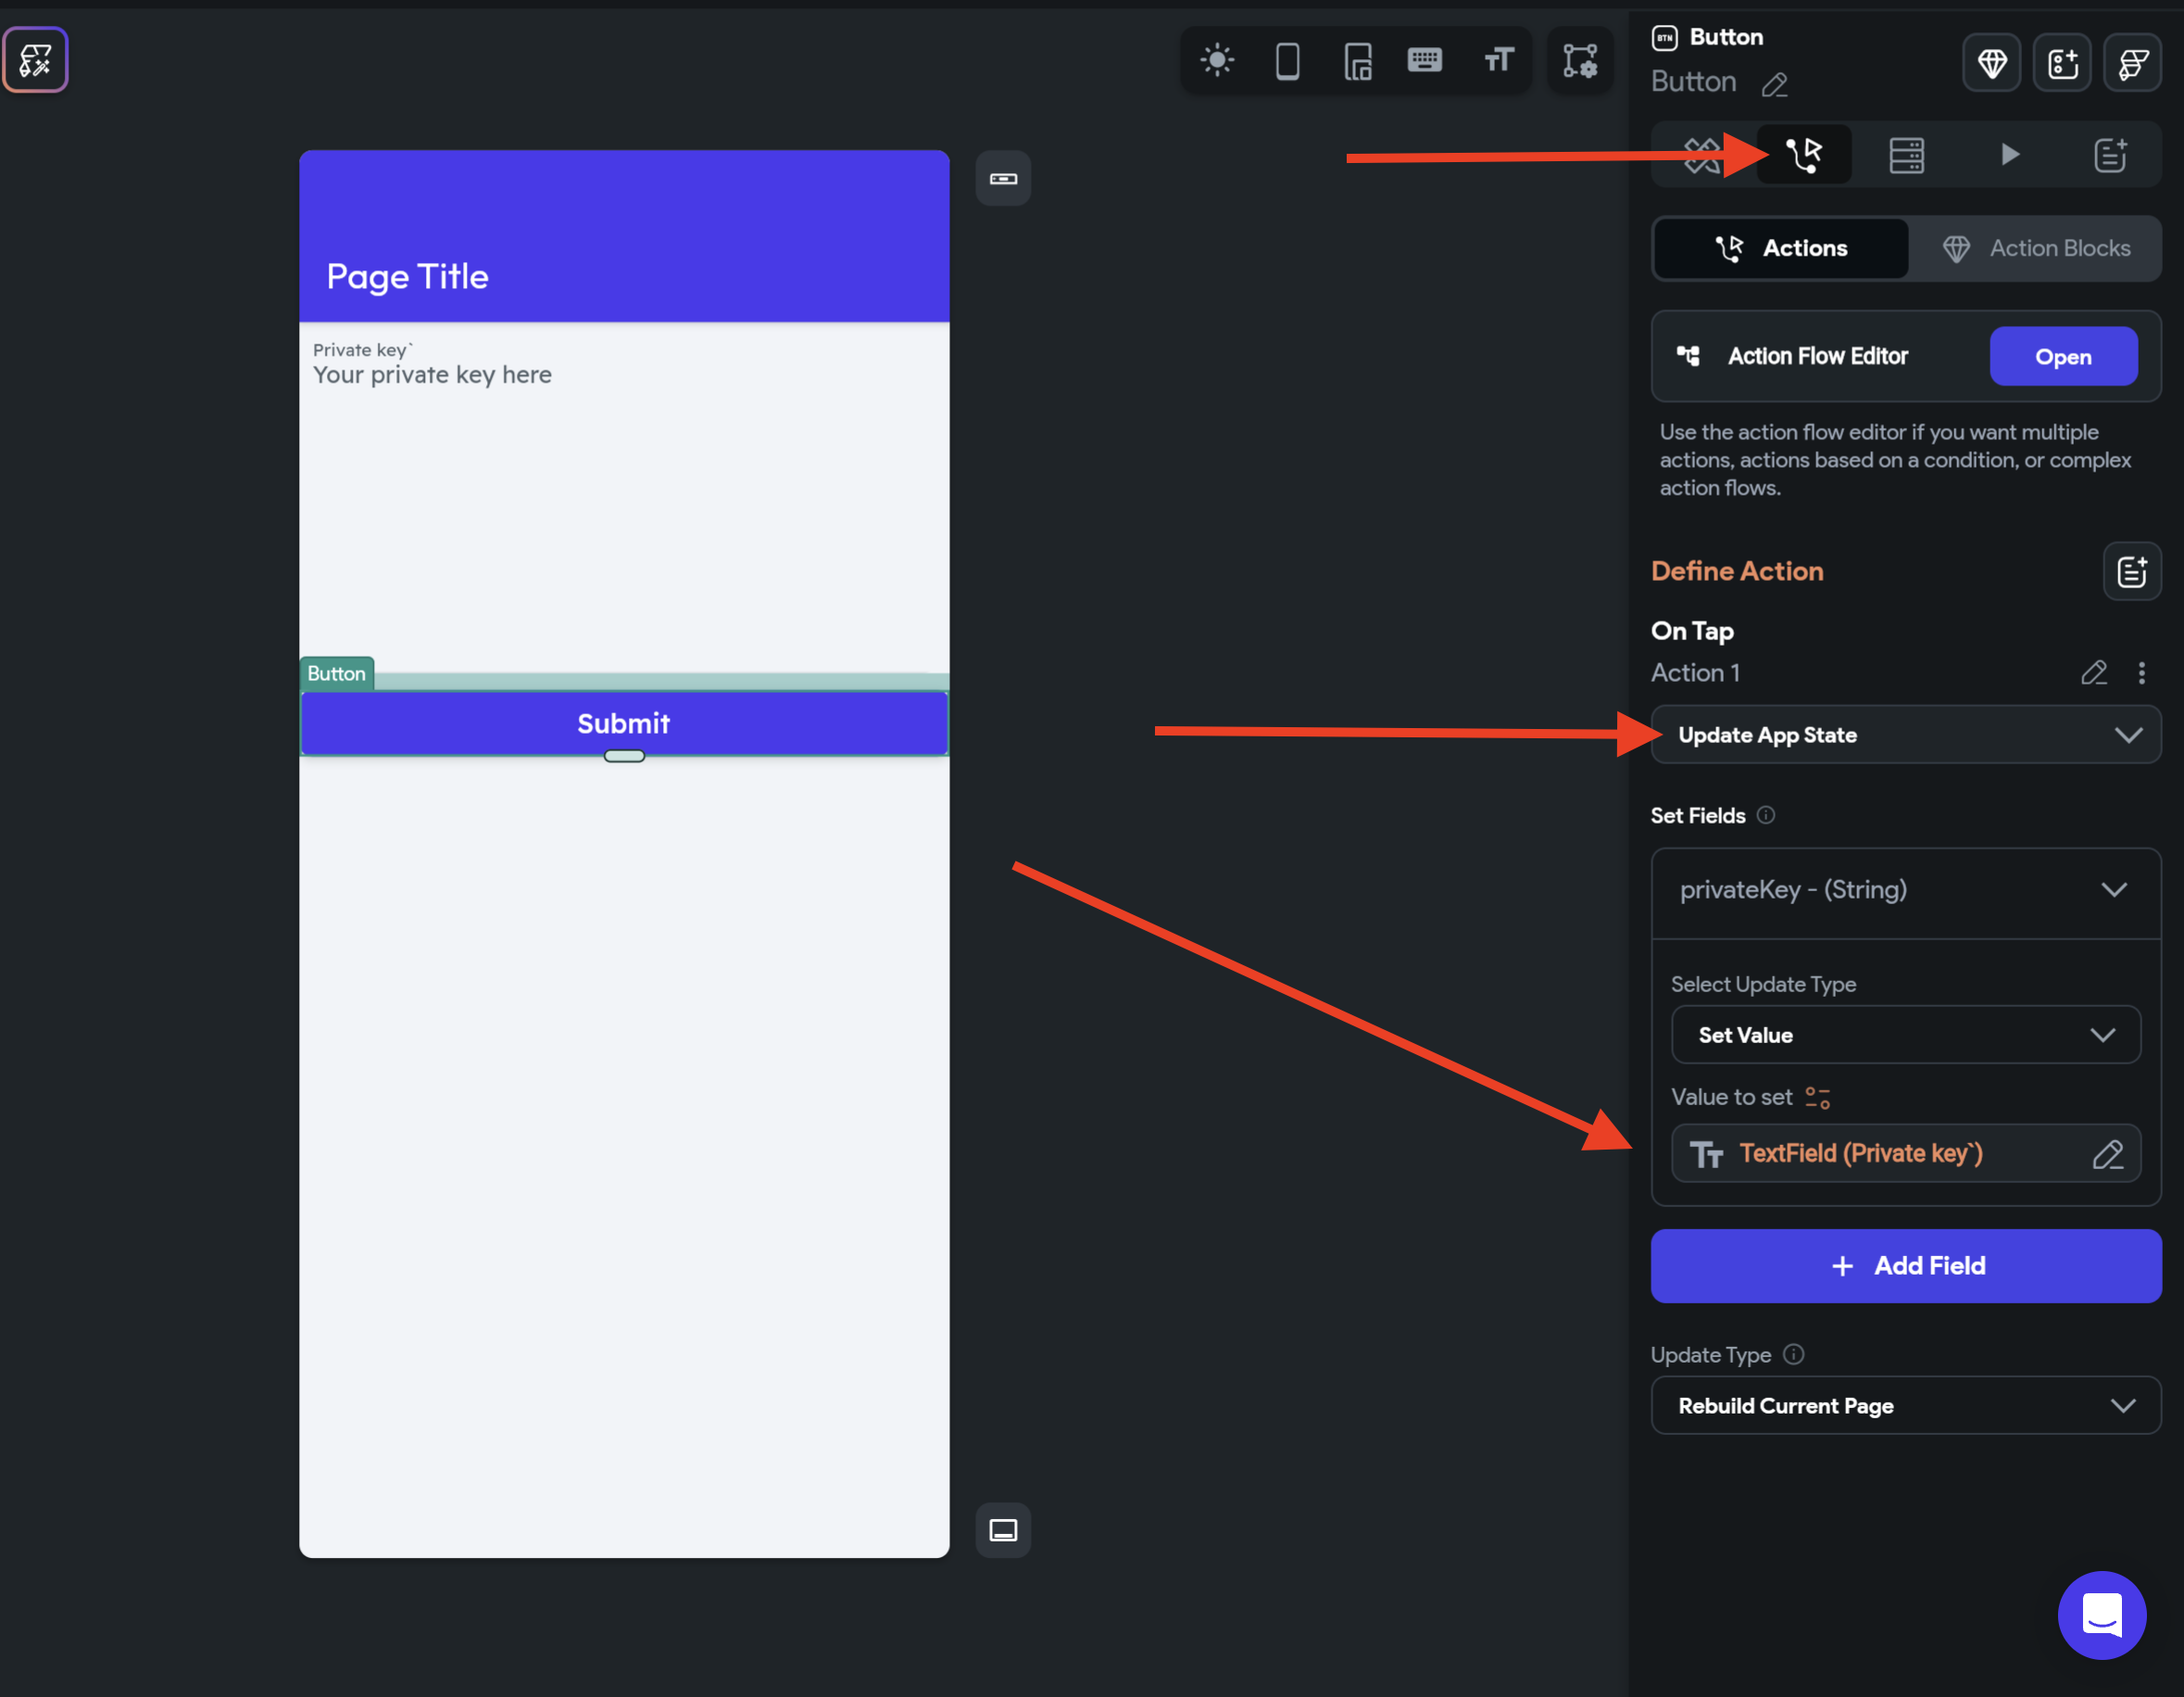 BTN Button
Button
Actions
Action Blocks
Page Title
Action Flow Editor
Open
Private key`
Your private key here
Use the action flow editor if you want multiple
actions, actions based on a condition, or complex
action flows.
Define Action
On Tap
Action 1
Button
Submit
Update App State
Set Fields
privateKey - (String)
Select Update Type
Set Value
Value to set
TT TextField (Private key`)
+ Add Field
Update Type
Rebuild Current Page